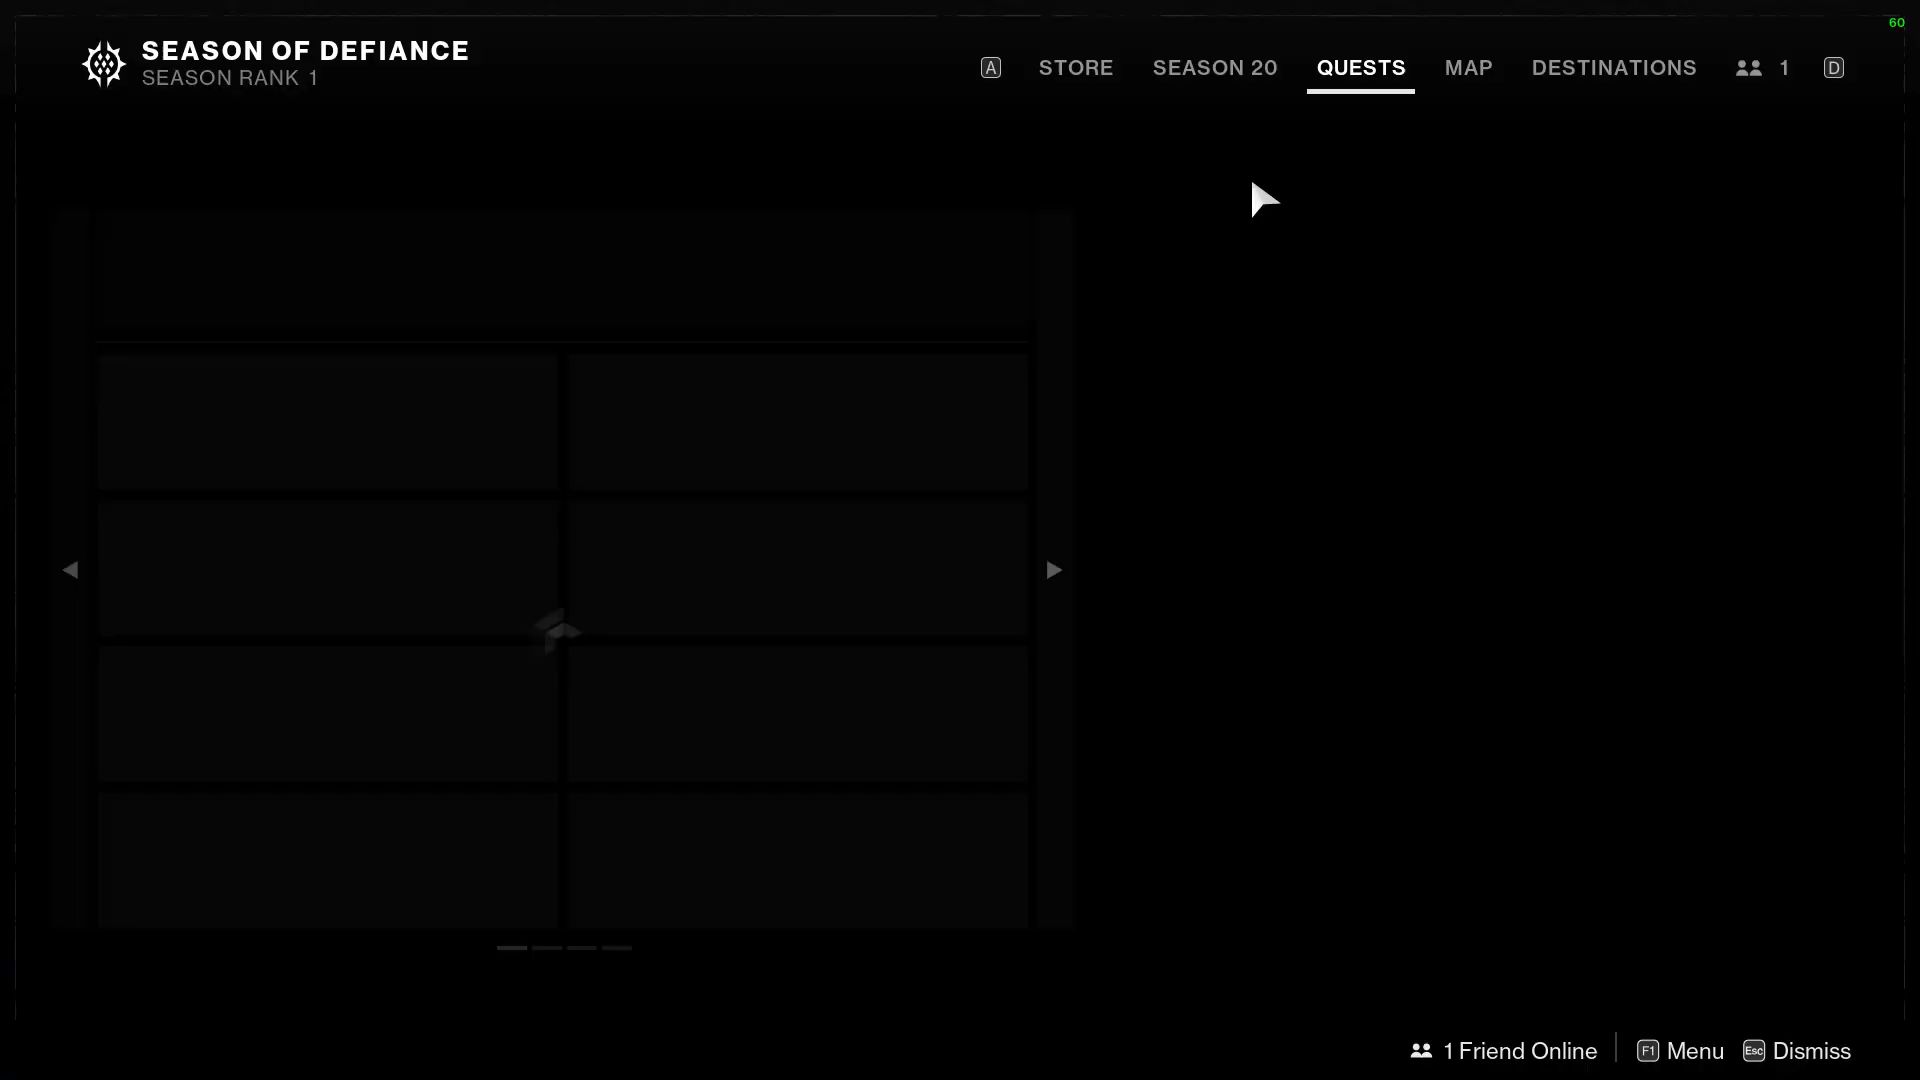 60
SEASON OF DEFIANCE
SEASON RANK 1
A STORE SEASON 20 QUESTS MAP DESTINATIONS 1 D
1 Friend Online F1 Menu Esc Dismiss